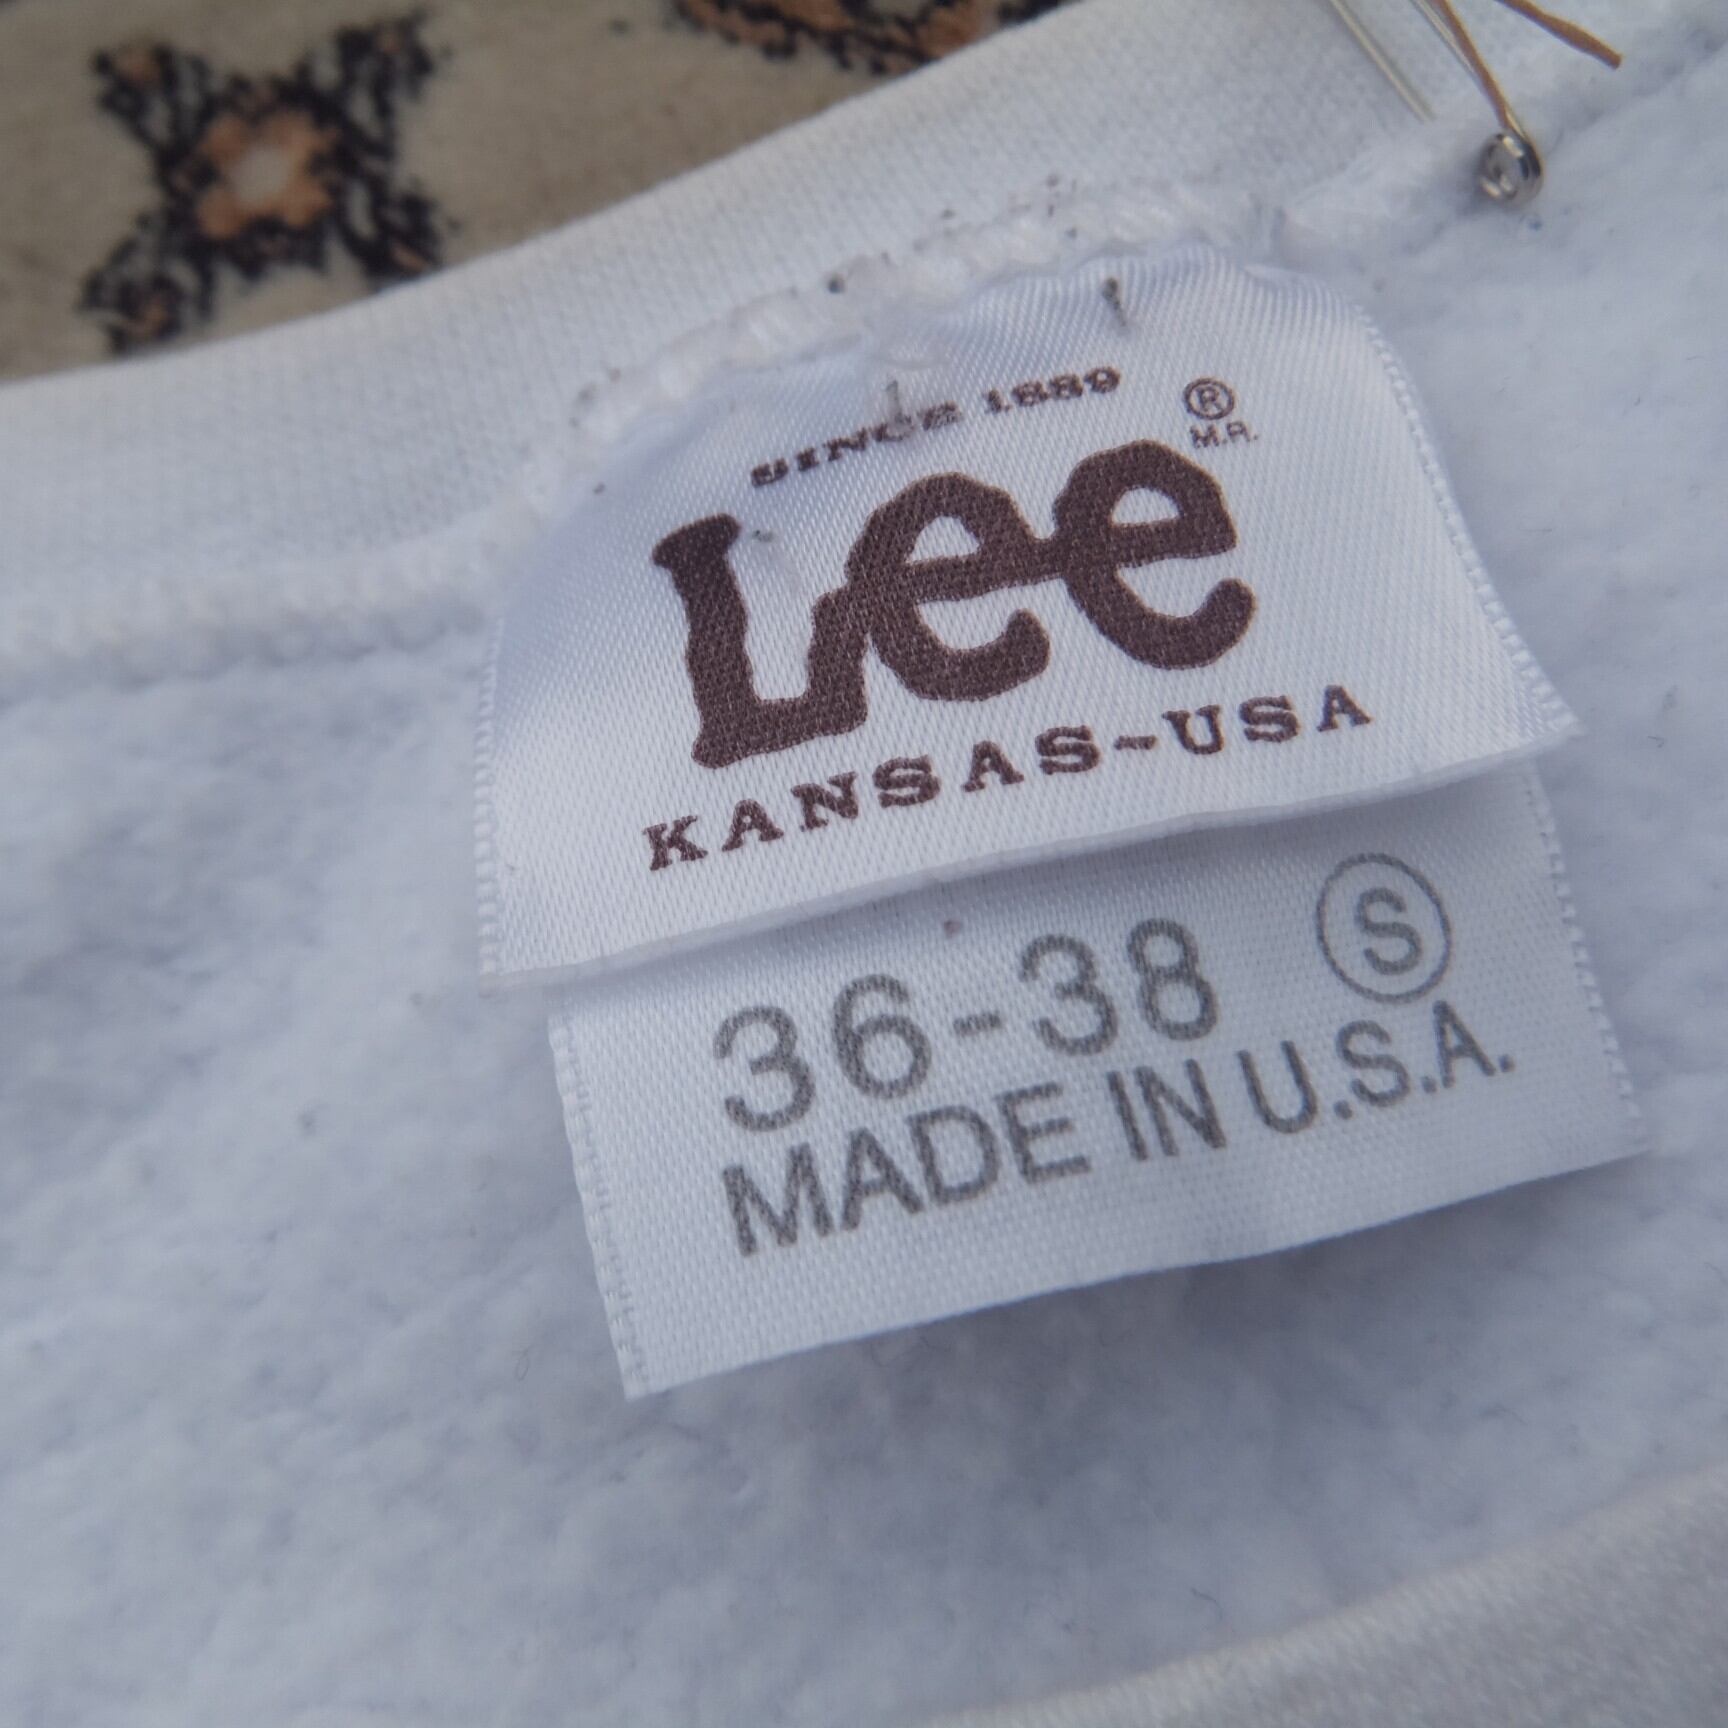 SINCE 1889
®
M.R.
Lee
KANSAS~USA
36-38 S
MADE IN U.S.A.